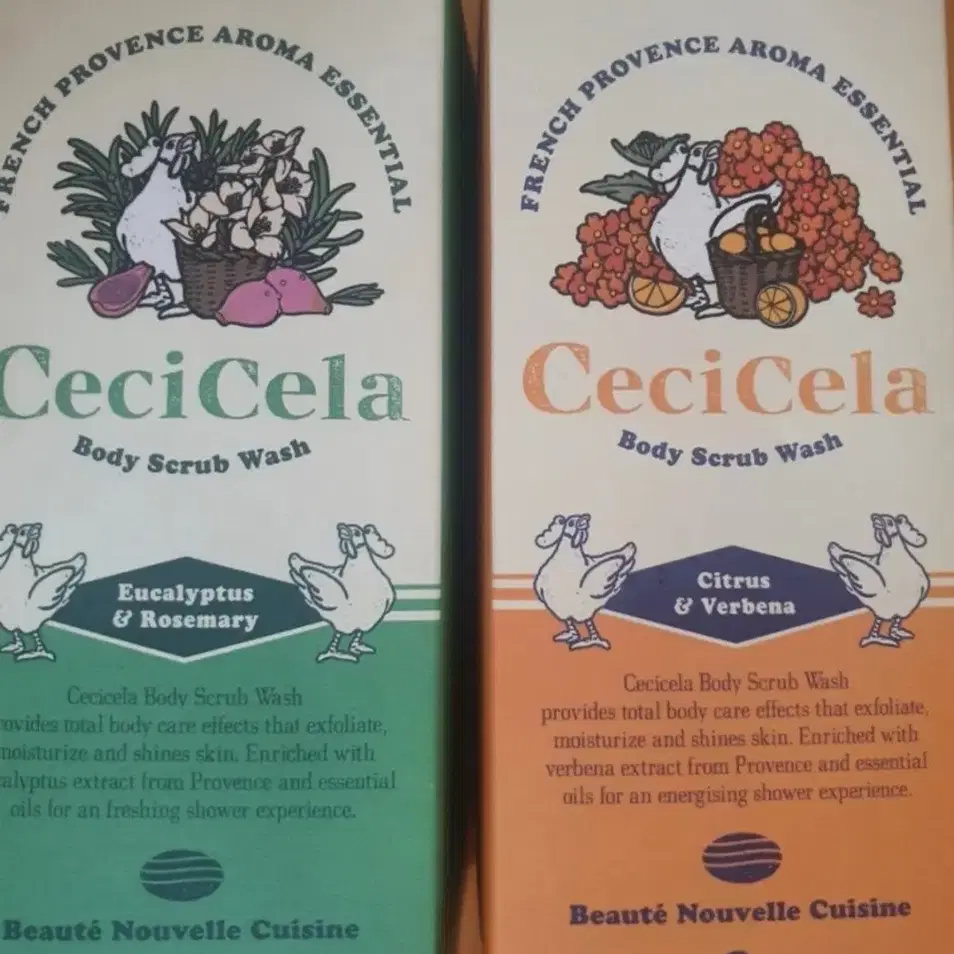 FRENCH PROVENCE AROMA ESSENTIAL
CeciCela
Body Scrub Wash
Eucalyptus
& Rosemary
Cecicela Body Scrub Wash
rovides total body care effects that exfoliate,
moisturize and shines skin. Enriched with
alyptus extract from Provence and essential
oils for an freshing shower experience.
Beauté Nouvelle Cuisine
FRENCH PROVENCE AROMA ESSENTIAL
CeciCela
Body Scrub Wash
Citrus
& Verbena
Cecicela Body Scrub Wash
provides total body care effects that exfoliate,
moisturize and shines skin. Enriched with
verbena extract from Provence and essential
oils for an energising shower experience.
Beauté Nouvelle Cuisine